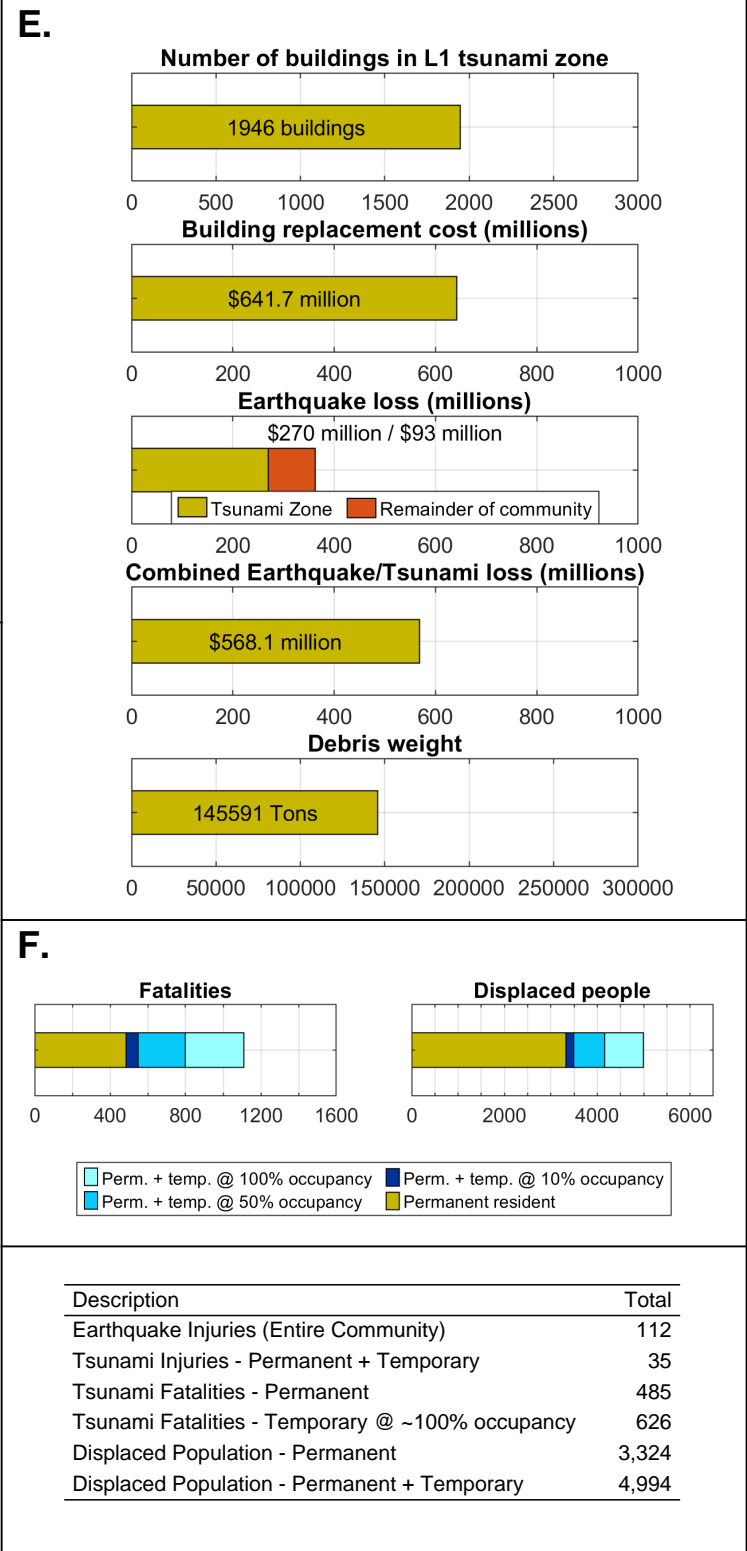 E.
Number of buildings in L1 tsunami zone
1946 buildings
0 500 1000 1500 2000 2500 3000
Building replacement cost (millions)
$641.7 million
0 200 400 600 800 1000
Earthquake loss (millions)
$270 million / $93 million
Tsunami Zone Remainder of community
0 200 400 600 800 1000
Combined Earthquake/Tsunami loss (millions)
$568.1 million
0 200 400 600 800 1000
Debris weight
145591 Tons
0 50000 100000 150000 200000 250000 300000
F.
Fatalities Displaced people
0 400 800 1200 1600 0 2000 4000 6000
Perm. + temp. @ 100% occupancy Perm. + temp. @ 10% occupancy
Perm. + temp. @ 50% occupancy Permanent resident
Description Total
Earthquake Injuries (Entire Community) 112
Tsunami Injuries - Permanent + Temporary 35
Tsunami Fatalities - Permanent 485
Tsunami Fatalities - Temporary @ ~100% occupancy 626
Displaced Population - Permanent 3,324
Displaced Population - Permanent + Temporary 4,994